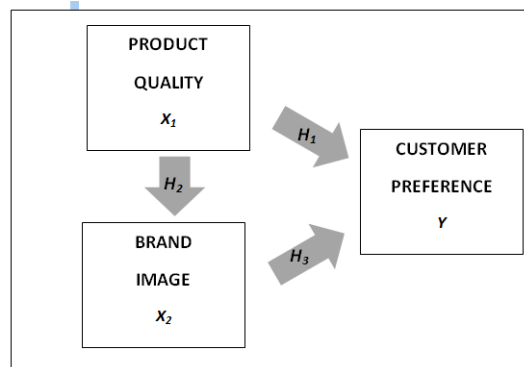 PRODUCT
QUALITY
X₁
H₁
CUSTOMER
PREFERENCE
Y
H₂
BRAND
IMAGE
X₂
H₃